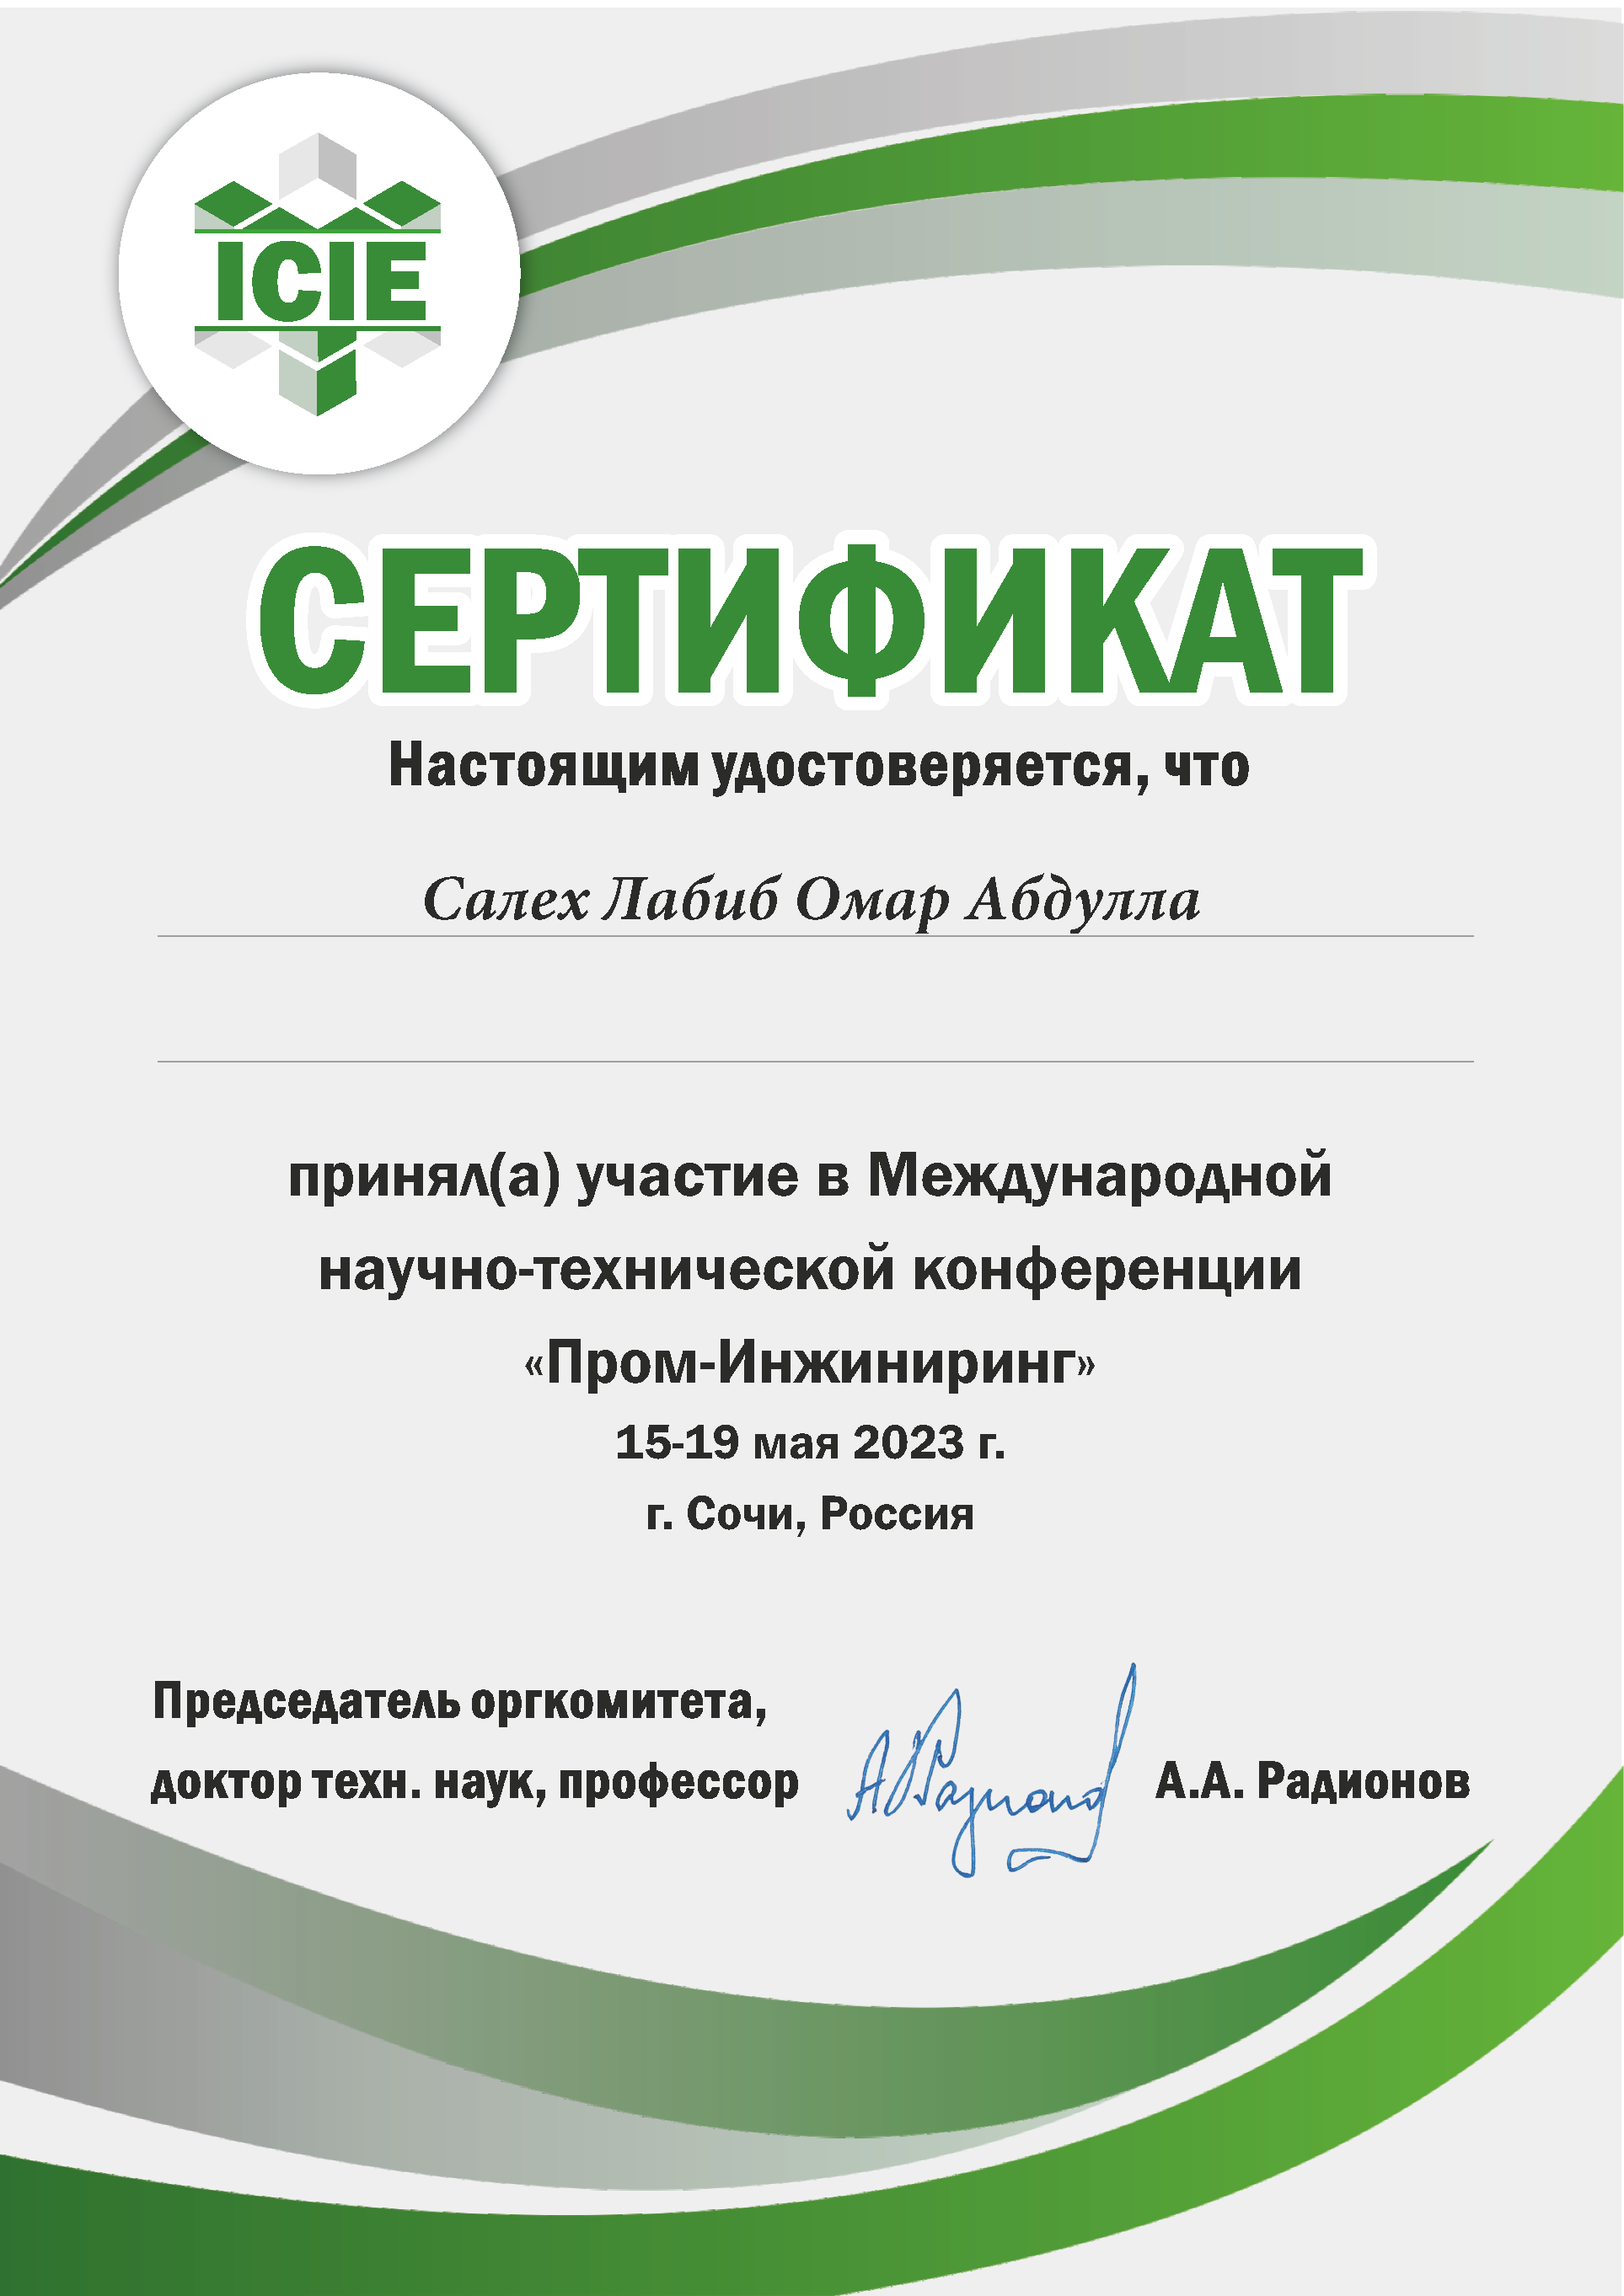 ICIE
СЕРТИФИКАТ
Настоящим удостоверяется, что
Салех Лабиб Омар Абдулла
принял(а) участие в Международной
научно-технической конференции
«Пром-Инжиниринг»
15-19 мая 2023 г.
г. Сочи, Россия
Председатель оргкомитета,
доктор техн. наук, профессор
А.А. Радионов